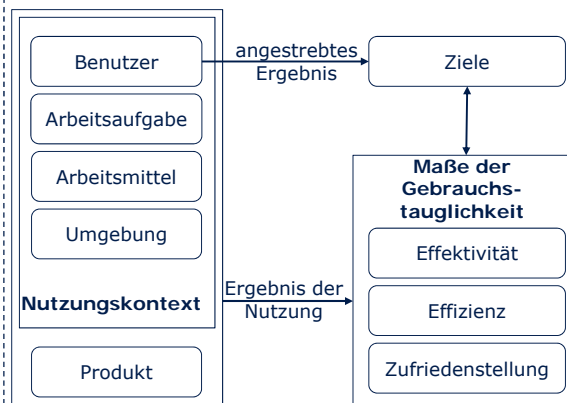 Benutzer
Arbeitsaufgabe
Arbeitsmittel
Umgebung
Nutzungskontext
Produkt
angestrebtes
Ergebnis
Ergebnis der
Nutzung
Ziele
Maße der
Gebrauchs-
tauglichkeit
Effektivität
Effizienz
Zufriedenstellung